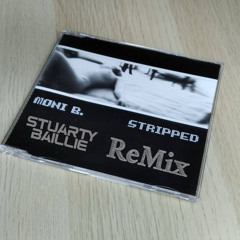 MONI B.
STRIPPED
STUARTY
BAILLIE
ReMix